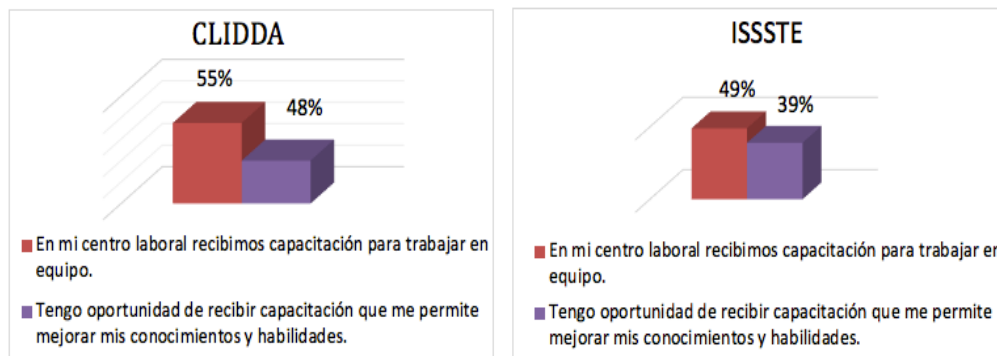 CLIDDA
55%
48%
En mi centro laboral recibimos capacitación para trabajar en
equipo.
Tengo oportunidad de recibir capacitación que me permite
mejorar mis conocimientos y habilidades.
ISSSTE
49%
39%
En mi centro laboral recibimos capacitación para trabajar en
equipo.
Tengo oportunidad de recibir capacitación que me permite
mejorar mis conocimientos y habilidades.